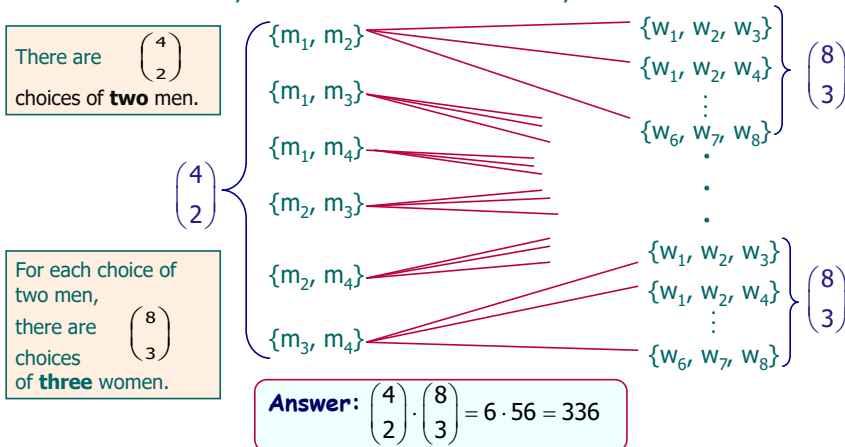 There are (4 2)
choices of two men.
(4 2)
For each choice of
two men,
there are (8 3)
choices
of three women.
{m₁, m₂}
{m₁, m₃}
{m₁, m₄}
{m₂, m₃}
{m₂, m₄}
{m₃, m₄}
{w₁, w₂, w₃}
{w₁, w₂, w₄}
⋮
{w₆, w₇, w₈}
(8 3)
{w₁, w₂, w₃}
{w₁, w₂, w₄}
⋮
{w₆, w₇, w₈}
(8 3)
Answer: (4 2) · (8 3) = 6 · 56 = 336